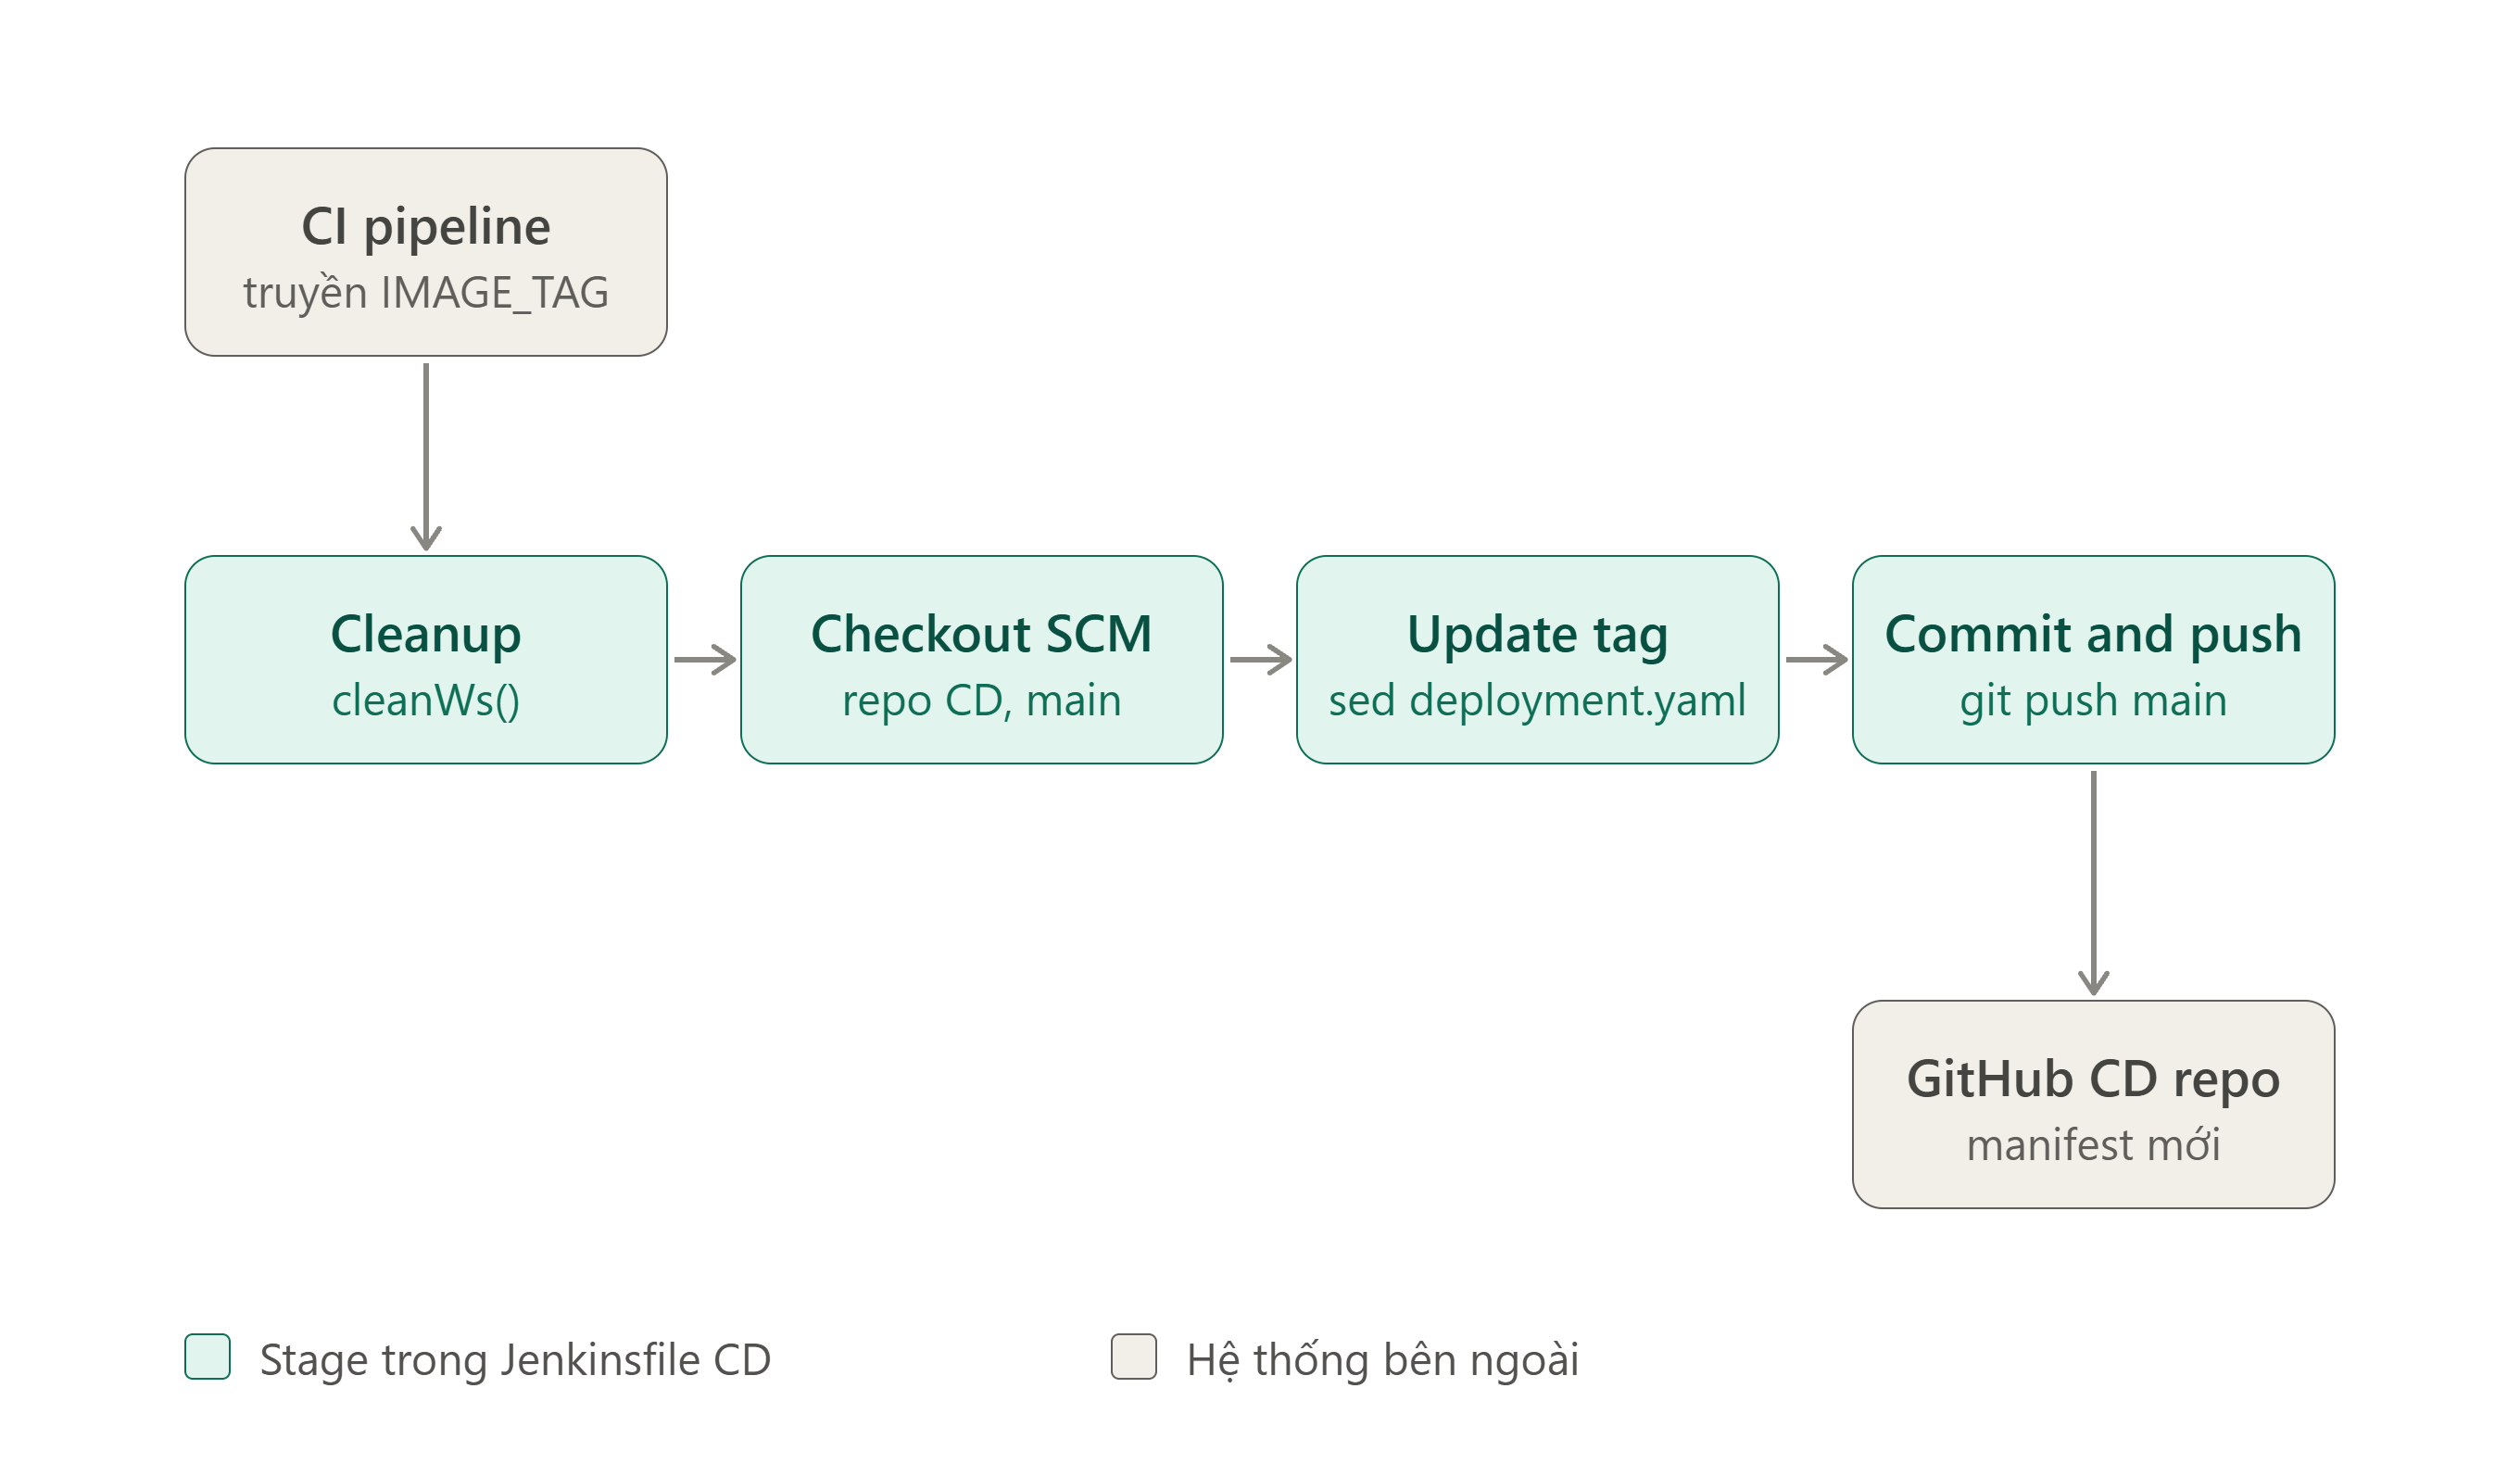 CI pipeline
truyền IMAGE_TAG
Cleanup
cleanWs()
Checkout SCM
repo CD, main
Update tag
sed deployment.yaml
Commit and push
git push main
GitHub CD repo
manifest mới
Stage trong Jenkinsfile CD
Hệ thống bên ngoài